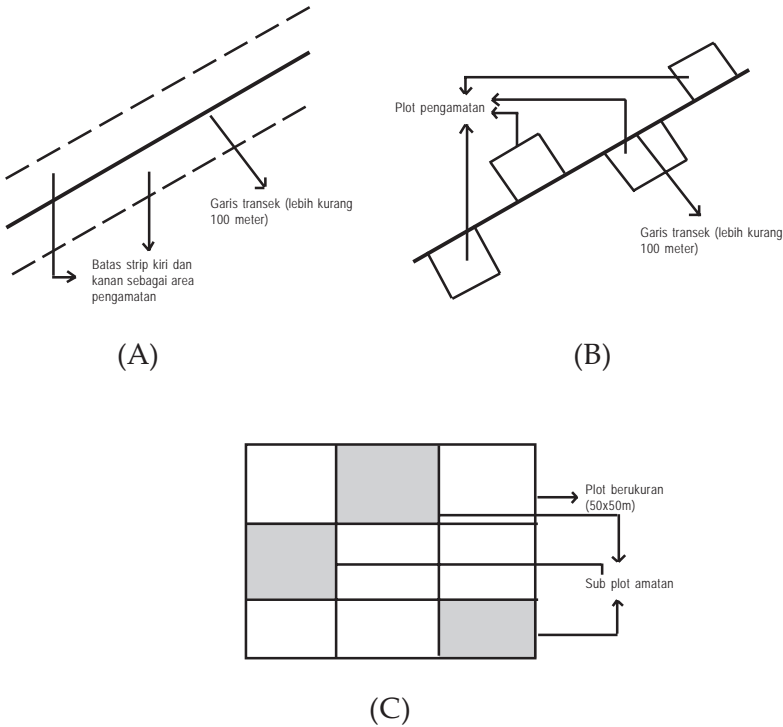 Garis transek (lebih kurang
100 meter)
Batas strip kiri dan
kanan sebagai area
pengamatan
(A)
Plot pengamatan
Garis transek (lebih kurang
100 meter)
(B)
Plot berukuran
(50x50m)
Sub plot amatan
(C)